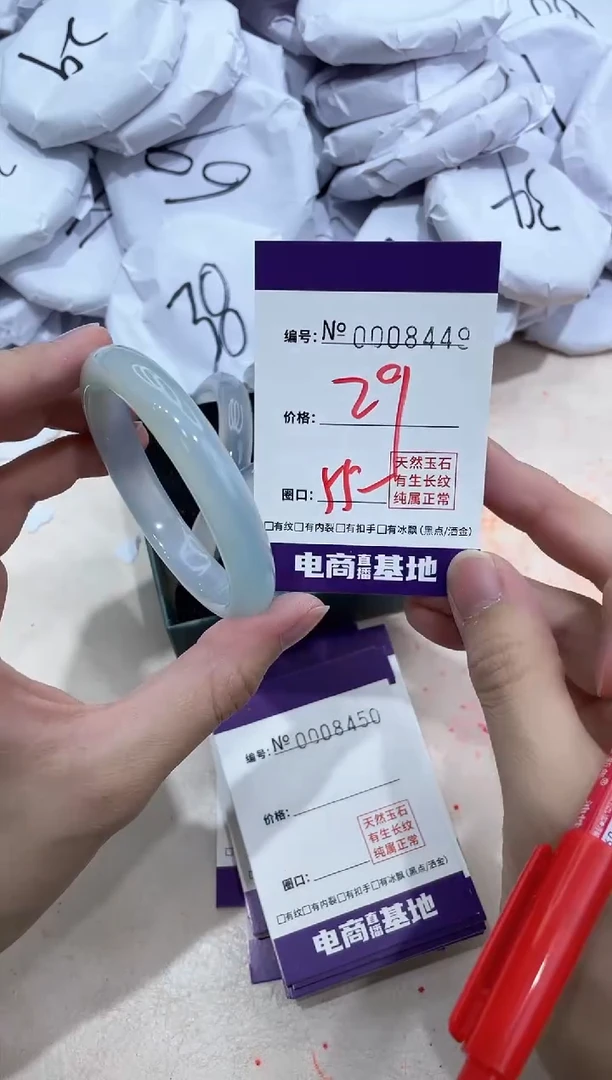 38
编号: № 0008449
价格: 29
圈口: 55
天然玉石
有生长纹
纯属正常
□有纹□有内裂□有扣手□有冰飘(黑点/洒金)
电商直播基地
编号: № 0008450
价格:
天然玉石
有生长纹
纯属正常
圈口:
□有纹□有内裂□有扣手□有冰飘(黑点/洒金)
电商直播基地